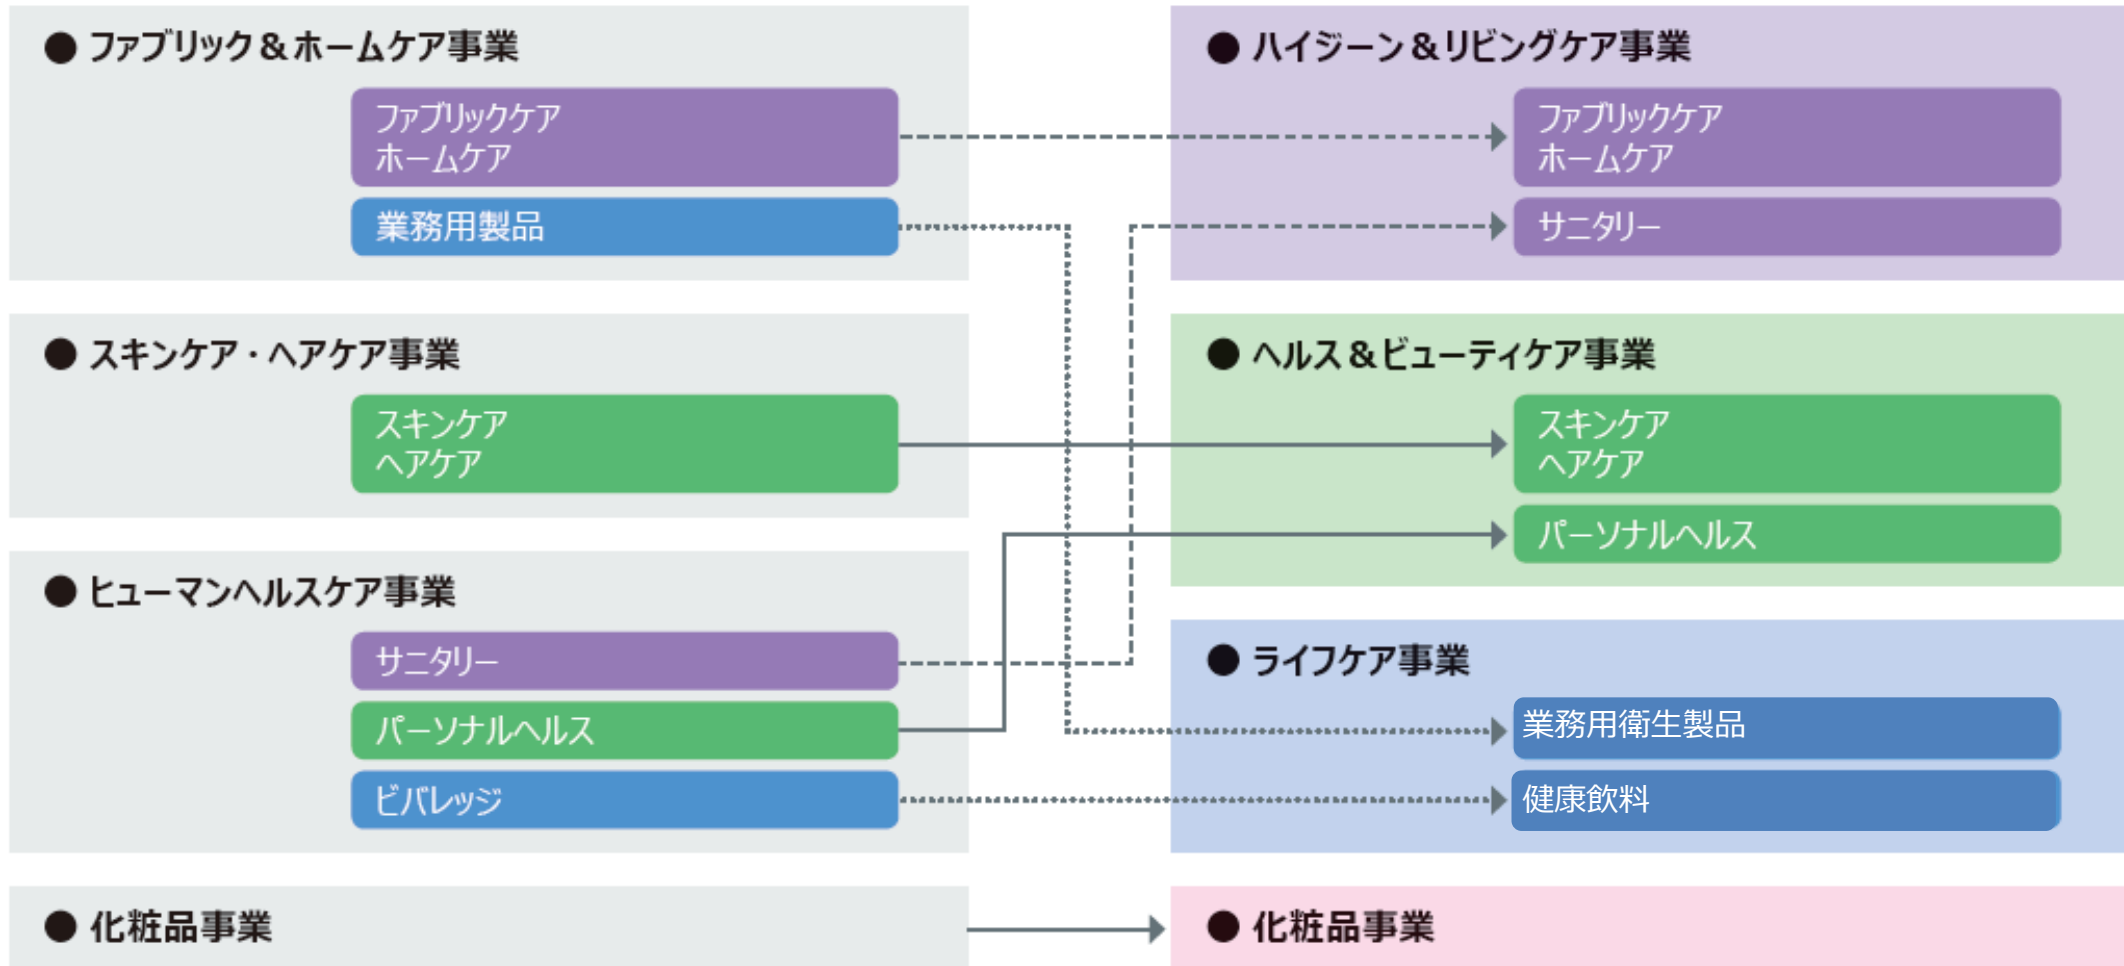 ● ファブリック＆ホームケア事業
ファブリックケア
ホームケア
業務用製品
● スキンケア・ヘアケア事業
スキンケア
ヘアケア
● ヒューマンヘルスケア事業
サニタリー
パーソナルヘルス
ビバレッジ
● 化粧品事業
● ハイジーン＆リビングケア事業
ファブリックケア
ホームケア
サニタリー
● ヘルス＆ビューティケア事業
スキンケア
ヘアケア
パーソナルヘルス
● ライフケア事業
業務用衛生製品
健康飲料
● 化粧品事業